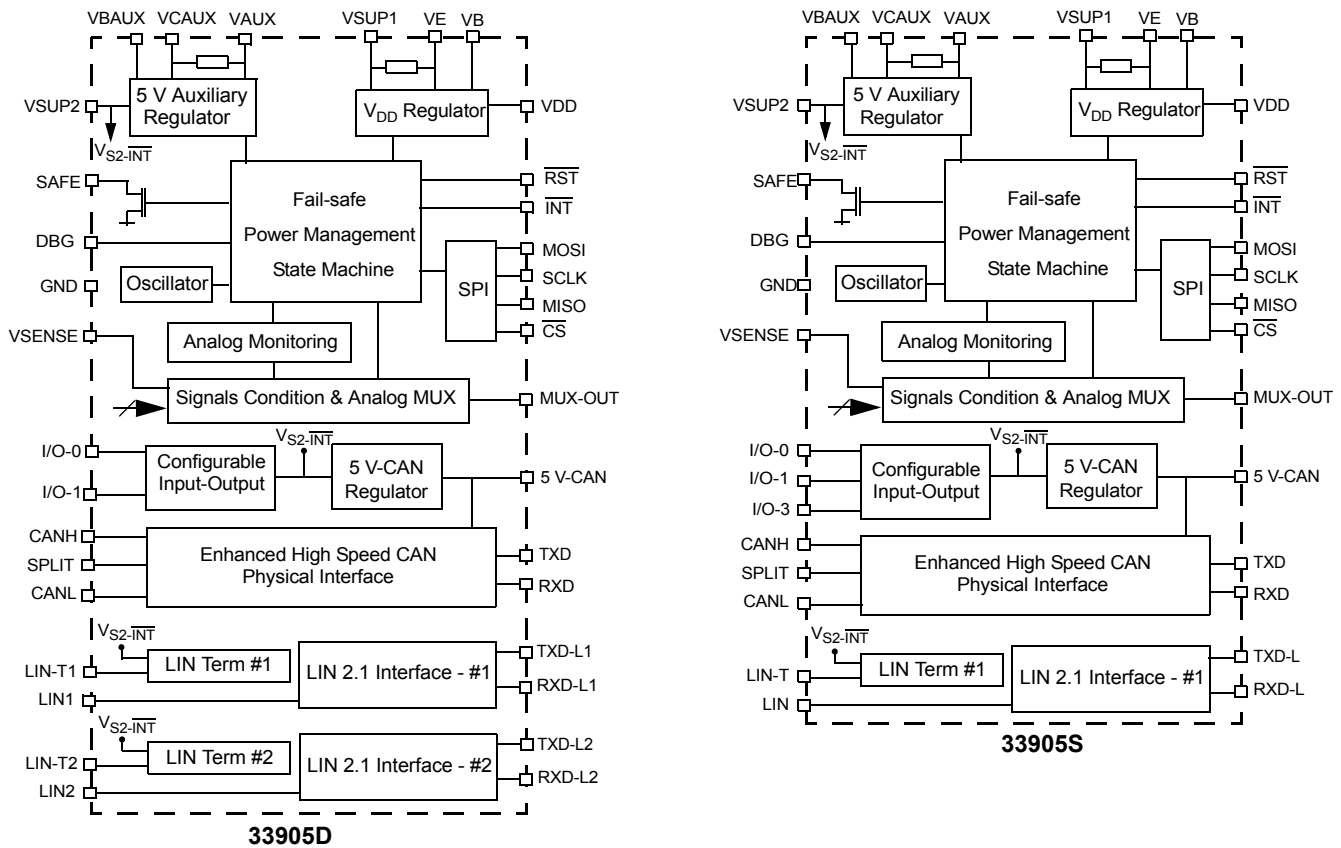 VBAUX VCAUX VAUX VSUP1 VE VB
VSUP2
5 V Auxiliary
Regulator
VDD Regulator
VDD
VS2-INT
SAFE
DBG
GND
VSENSE
Fail-safe
Power Management
State Machine
Oscillator
RST
INT
SPI
MOSI
SCLK
MISO
CS
Analog Monitoring
Signals Condition & Analog MUX
MUX-OUT
I/O-0
I/O-1
Configurable
Input-Output
VS2-INT
5 V-CAN
Regulator
5 V-CAN
CANH
SPLIT
CANL
Enhanced High Speed CAN
Physical Interface
TXD
RXD
VS2-INT
LIN-T1
LIN1
LIN Term #1
LIN 2.1 Interface - #1
TXD-L1
RXD-L1
VS2-INT
LIN-T2
LIN2
LIN Term #2
LIN 2.1 Interface - #2
TXD-L2
RXD-L2
33905D
VBAUX VCAUX VAUX VSUP1 VE VB
VSUP2
5 V Auxiliary
Regulator
VDD Regulator
VDD
VS2-INT
SAFE
DBG
GND
VSENSE
Fail-safe
Power Management
State Machine
Oscillator
RST
INT
SPI
MOSI
SCLK
MISO
CS
Analog Monitoring
Signals Condition & Analog MUX
MUX-OUT
I/O-0
I/O-1
I/O-3
Configurable
Input-Output
VS2-INT
5 V-CAN
Regulator
5 V-CAN
CANH
SPLIT
CANL
Enhanced High Speed CAN
Physical Interface
TXD
RXD
VS2-INT
LIN-T
LIN
LIN Term #1
LIN 2.1 Interface - #1
TXD-L
RXD-L
33905S